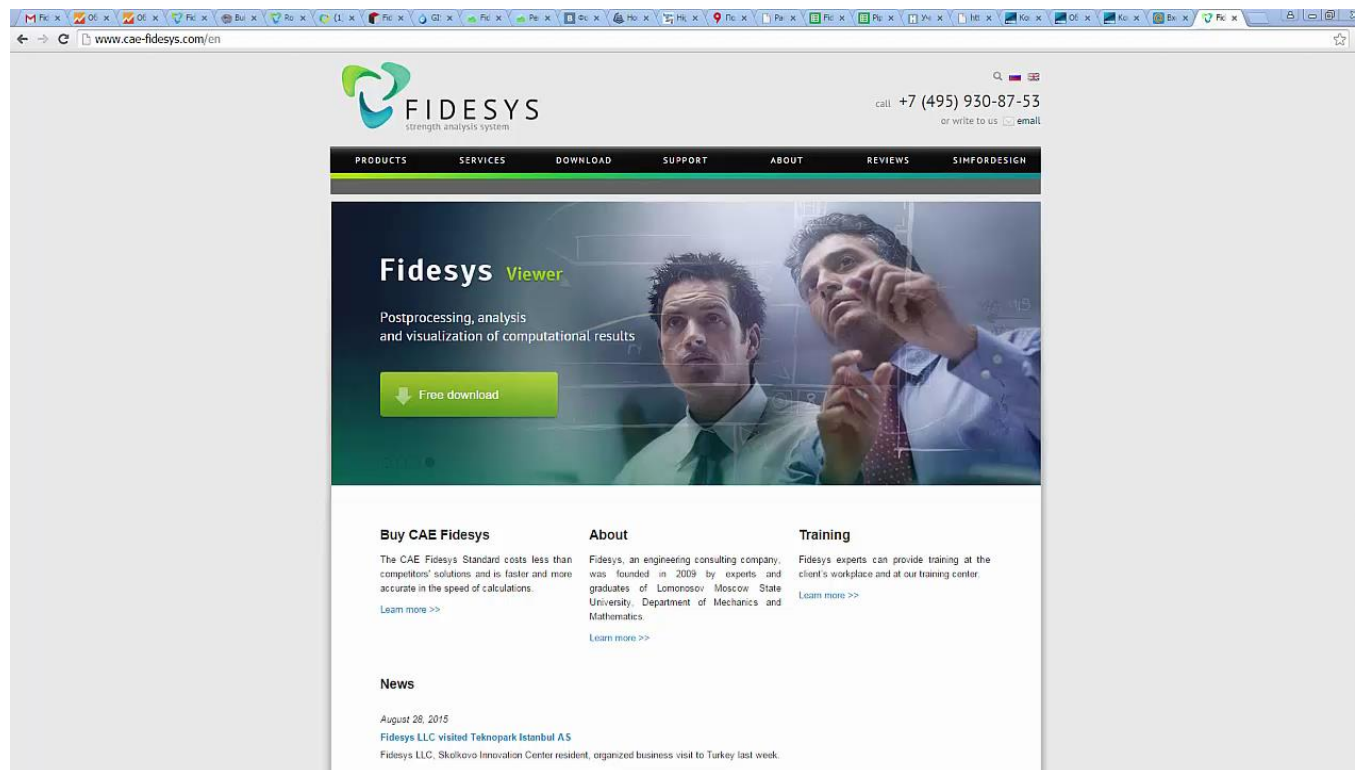 www.cae-fidesys.com/en
FIDESYS
strength analysis system
call +7 (495) 930-87-53
or write to us email
PRODUCTS SERVICES DOWNLOAD SUPPORT ABOUT REVIEWS SIMFORDESIGN
Fidesys Viewer
Postprocessing, analysis
and visualization of computational results
Free download
Buy CAE Fidesys
The CAE Fidesys Standard costs less than
competitors' solutions and is faster and more
accurate in the speed of calculations.
Learn more >>
About
Fidesys, an engineering consulting company,
was founded in 2009 by experts and
graduates of Lomonosov Moscow State
University, Department of Mechanics and
Mathematics.
Learn more >>
Training
Fidesys experts can provide training at the
client's workplace and at our training center.
Learn more >>
News
August 28, 2015
Fidesys LLC visited Teknopark Istanbul AS
Fidesys LLC, Skolkovo Innovation Center resident, organized business visit to Turkey last week.